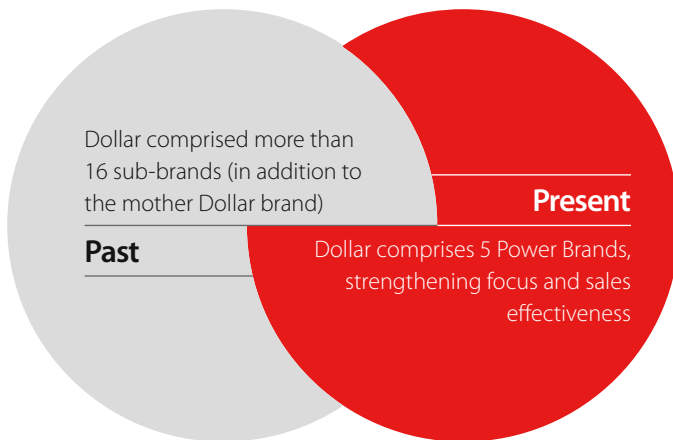 Dollar comprised more than
16 sub-brands (in addition to
the mother Dollar brand)
Past
Present
Dollar comprises 5 Power Brands,
strengthening focus and sales
effectiveness